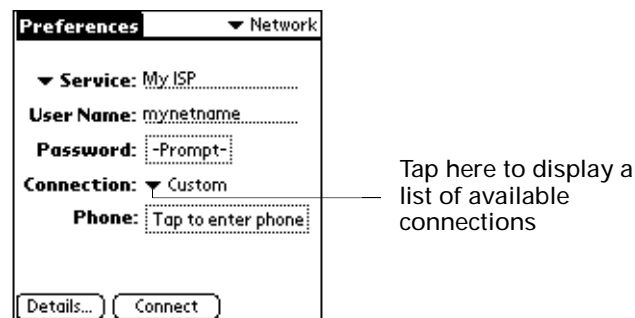 Preferences ▼ Network
▼ Service: My ISP
User Name: mynetname
Password: -Prompt-
Connection: ▼ Custom
Phone: Tap to enter phone
Details... Connect
Tap here to display a
list of available
connections